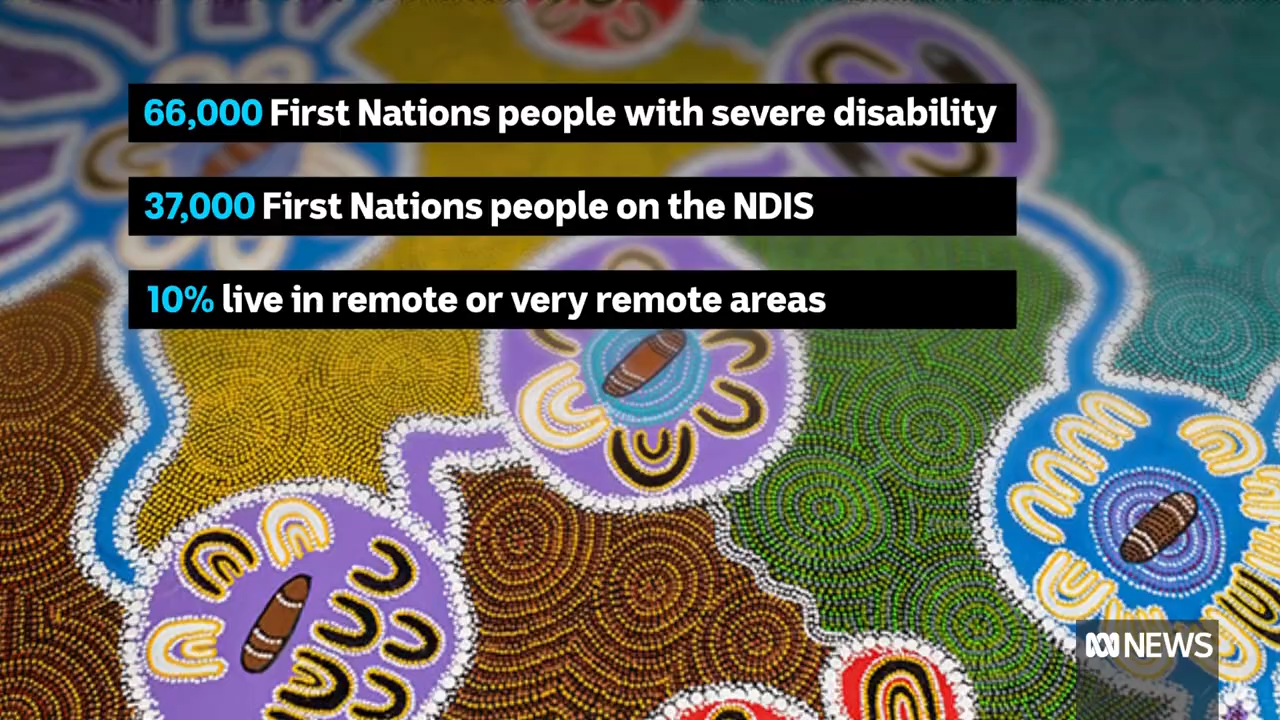 66,000 First Nations people with severe disability
37,000 First Nations people on the NDIS
10% live in remote or very remote areas
NEWS